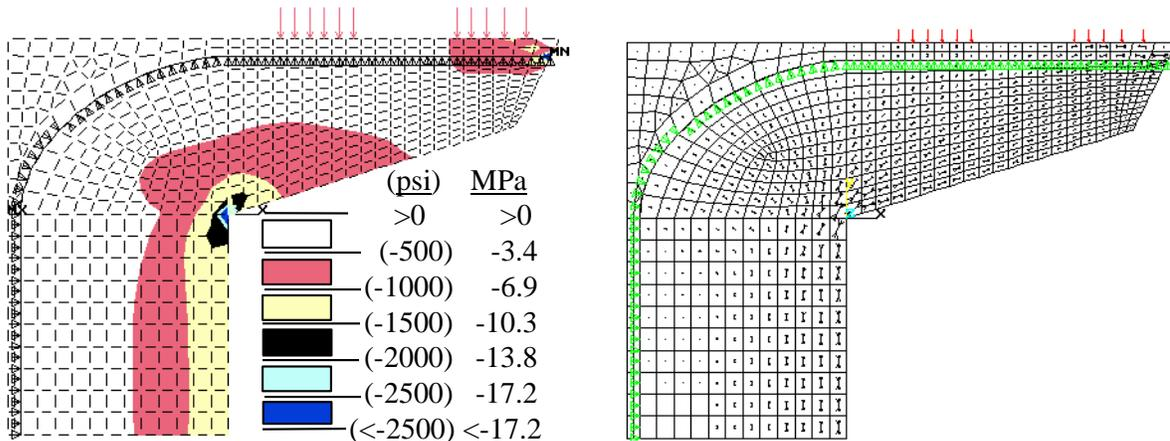 MN
MX
X
(psi) MPa
>0 >0
(-500) -3.4
(-1000) -6.9
(-1500) -10.3
(-2000) -13.8
(-2500) -17.2
(<-2500) <-17.2
X